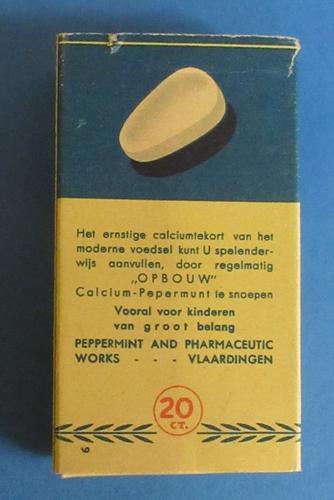 Het ernstige calciumtekort van het
moderne voedsel kunt U spelender-
wijs aanvullen, door regelmatig
„OPBOUW"
Calcium-Pepermunt te snoepen
Vooral voor kinderen
van groot belang
PEPPERMINT AND PHARMACEUTIC
WORKS - - - VLAARDINGEN
20
CT.
6